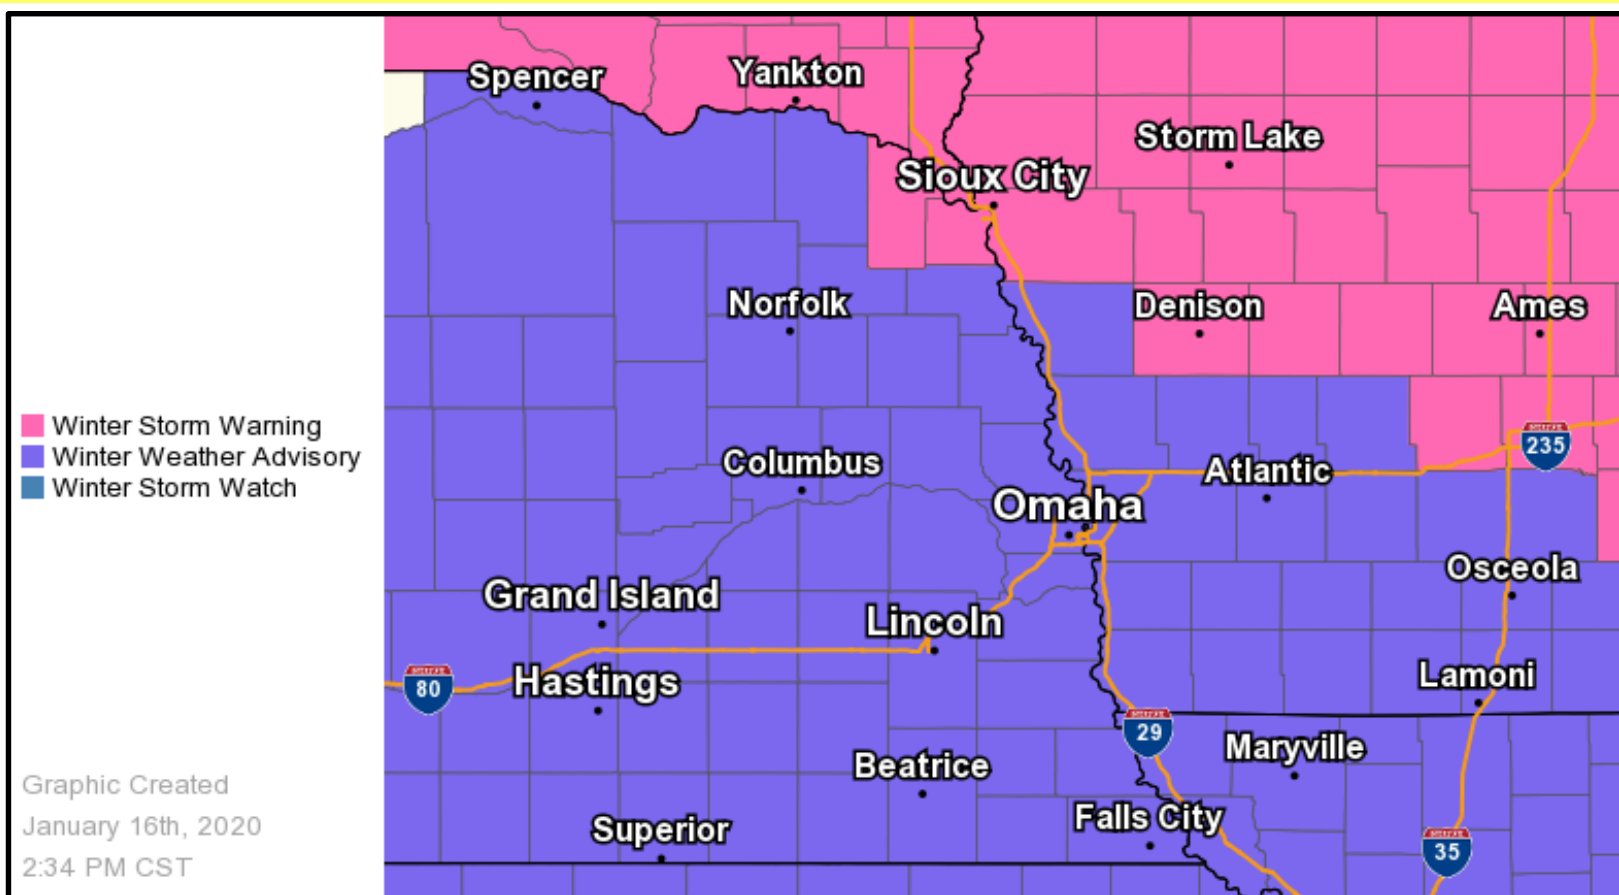 Spencer
Yankton
Storm Lake
Sioux City
Norfolk
Denison
Ames
Winter Storm Warning
Winter Weather Advisory
Winter Storm Watch
Columbus
Atlantic
235
Omaha
Osceola
Grand Island
Lincoln
80
Hastings
Lamoni
29
Maryville
Beatrice
Falls City
Superior
35
Graphic Created
January 16th, 2020
2:34 PM CST